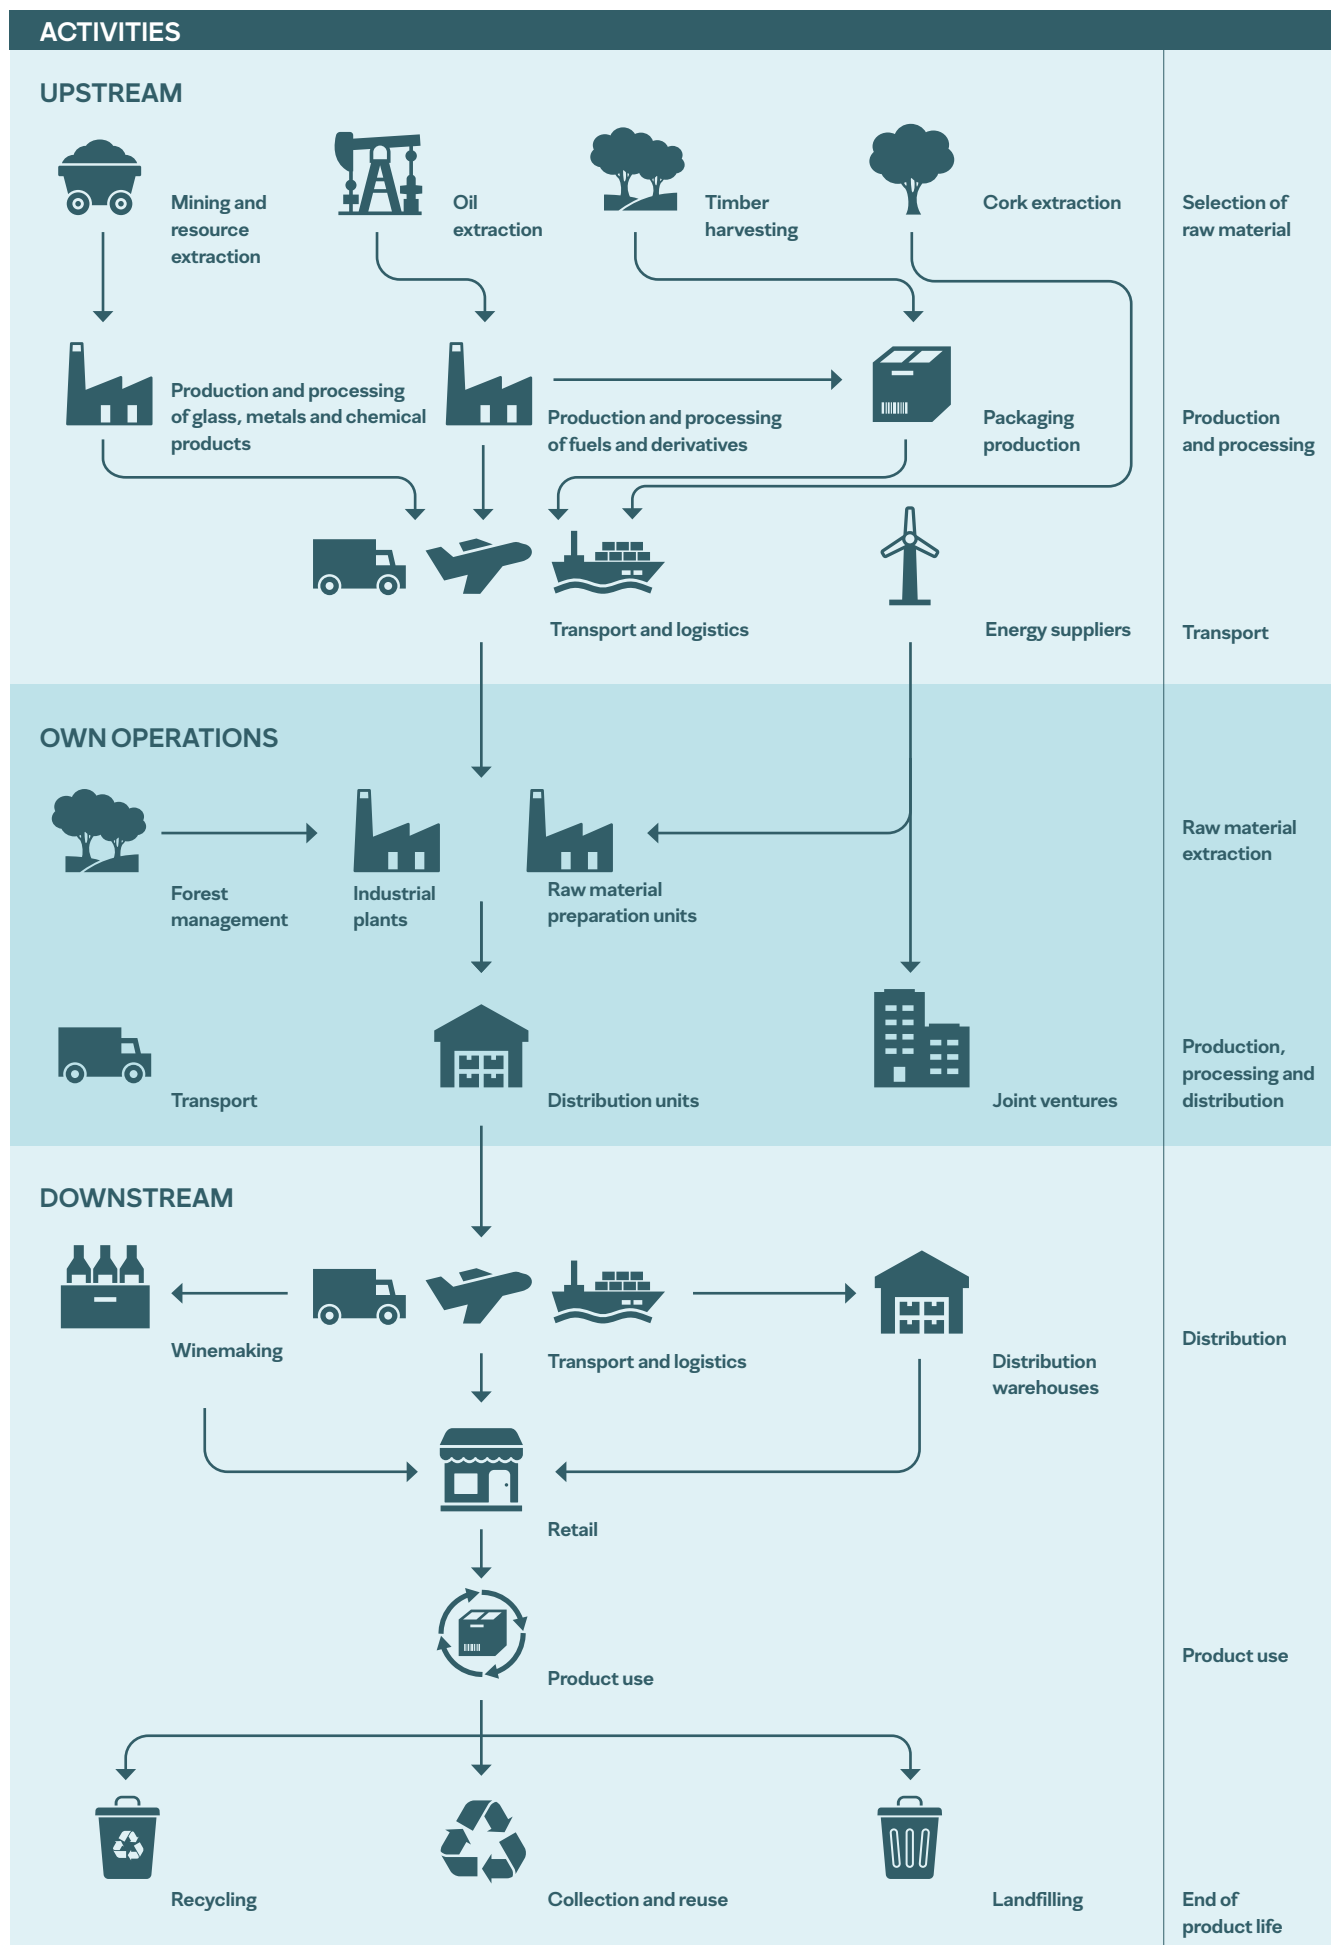 ACTIVITIES
UPSTREAM
Mining and
resource
extraction
Oil
extraction
Timber
harvesting
Cork extraction
Selection of
raw material
Production and processing
of glass, metals and chemical
products
Production and processing
of fuels and derivatives
Packaging
production
Production
and processing
Transport and logistics
Energy suppliers
Transport
OWN OPERATIONS
Forest
management
Industrial
plants
Raw material
preparation units
Raw material
extraction
Transport
Distribution units
Joint ventures
Production,
processing and
distribution
DOWNSTREAM
Winemaking
Transport and logistics
Distribution
warehouses
Distribution
Retail
Product use
Product use
Recycling
Collection and reuse
Landfilling
End of
product life